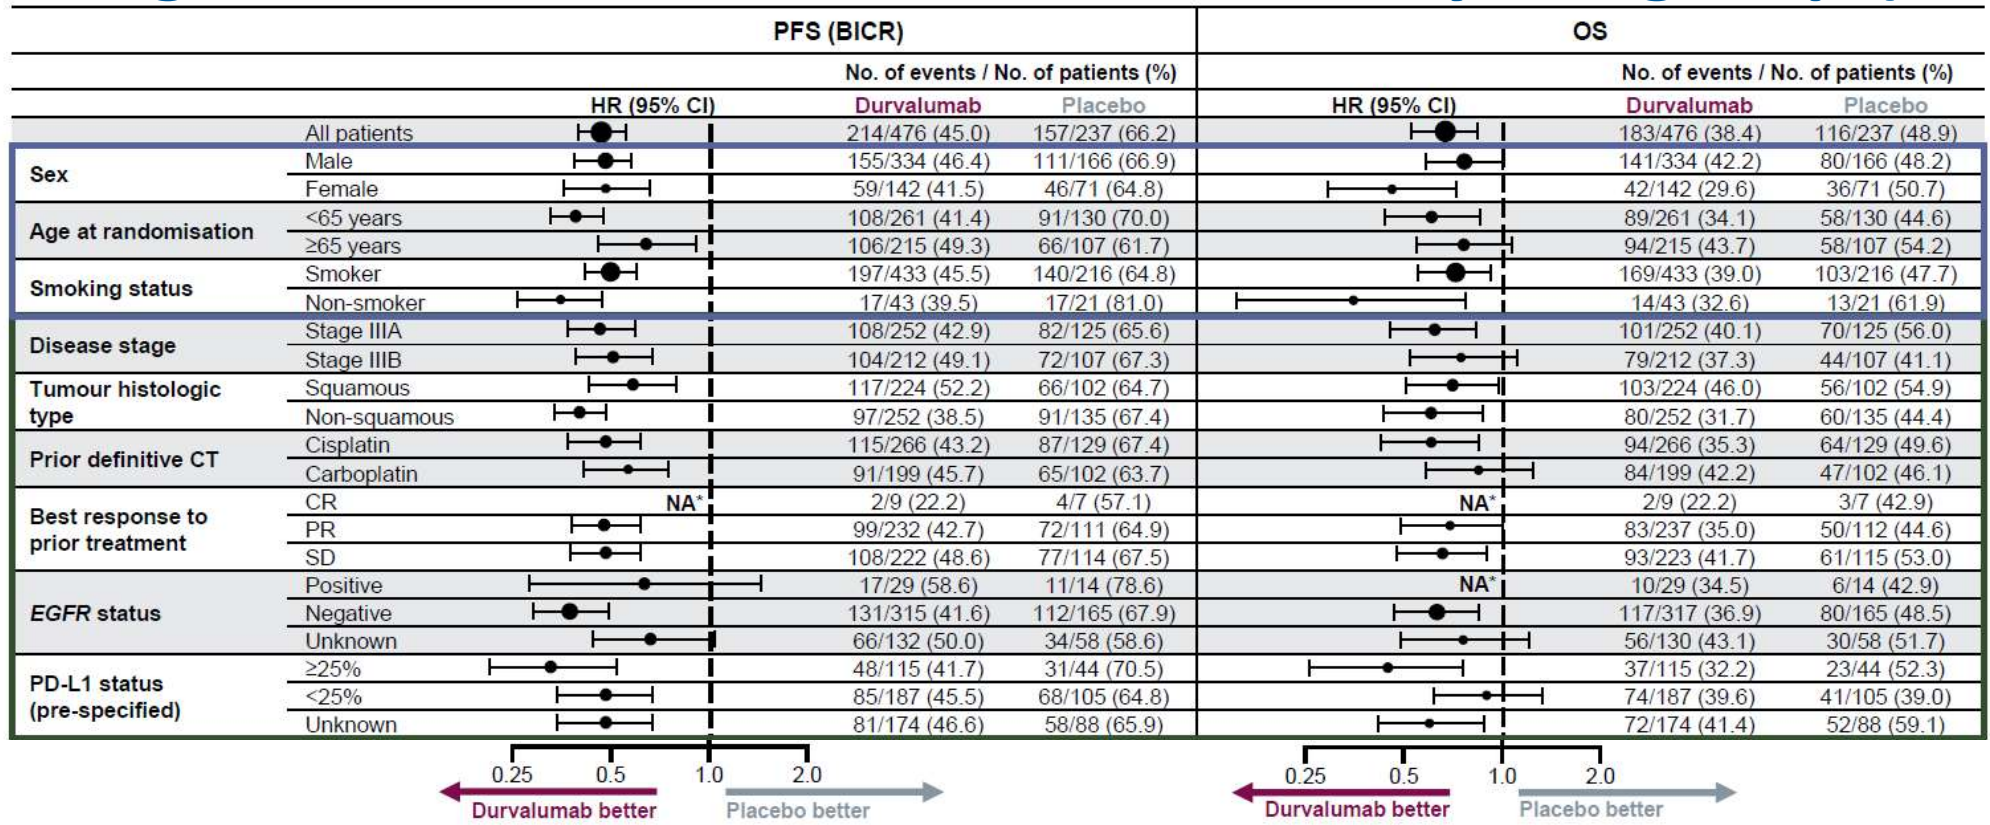 PFS (BICR) OS
No. of events / No. of patients (%) No. of events / No. of patients (%)
HR (95% CI) Durvalumab Placebo HR (95% CI) Durvalumab Placebo
All patients 214/476 (45.0) 157/237 (66.2) 183/476 (38.4) 116/237 (48.9)
Sex
Male 155/334 (46.4) 111/166 (66.9) 141/334 (42.2) 80/166 (48.2)
Female 59/142 (41.5) 46/71 (64.8) 42/142 (29.6) 36/71 (50.7)
Age at randomisation
<65 years 108/261 (41.4) 91/130 (70.0) 89/261 (34.1) 58/130 (44.6)
≥65 years 106/215 (49.3) 66/107 (61.7) 94/215 (43.7) 58/107 (54.2)
Smoking status
Smoker 197/433 (45.5) 140/216 (64.8) 169/433 (39.0) 103/216 (47.7)
Non-smoker 17/43 (39.5) 17/21 (81.0) 14/43 (32.6) 13/21 (61.9)
Disease stage
Stage IIIA 108/252 (42.9) 82/125 (65.6) 101/252 (40.1) 70/125 (56.0)
Stage IIIB 104/212 (49.1) 72/107 (67.3) 79/212 (37.3) 44/107 (41.1)
Tumour histologic
type
Squamous 117/224 (52.2) 66/102 (64.7) 103/224 (46.0) 56/102 (54.9)
Non-squamous 97/252 (38.5) 91/135 (67.4) 80/252 (31.7) 60/135 (44.4)
Prior definitive CT
Cisplatin 115/266 (43.2) 87/129 (67.4) 94/266 (35.3) 64/129 (49.6)
Carboplatin 91/199 (45.7) 65/102 (63.7) 84/199 (42.2) 47/102 (46.1)
Best response to
prior treatment
CR NA* 2/9 (22.2) 4/7 (57.1) NA* 2/9 (22.2) 3/7 (42.9)
PR 99/232 (42.7) 72/111 (64.9) 83/237 (35.0) 50/112 (44.6)
SD 108/222 (48.6) 77/114 (67.5) 93/223 (41.7) 61/115 (53.0)
EGFR status
Positive 17/29 (58.6) 11/14 (78.6) NA* 10/29 (34.5) 6/14 (42.9)
Negative 131/315 (41.6) 112/165 (67.9) 117/317 (36.9) 80/165 (48.5)
Unknown 66/132 (50.0) 34/58 (58.6) 56/130 (43.1) 30/58 (51.7)
PD-L1 status
(pre-specified)
≥25% 48/115 (41.7) 31/44 (70.5) 37/115 (32.2) 23/44 (52.3)
<25% 85/187 (45.5) 68/105 (64.8) 74/187 (39.6) 41/105 (39.0)
Unknown 81/174 (46.6) 58/88 (65.9) 72/174 (41.4) 52/88 (59.1)
0.25 0.5 1.0 2.0 0.25 0.5 1.0 2.0
Durvalumab better Placebo better Durvalumab better Placebo better